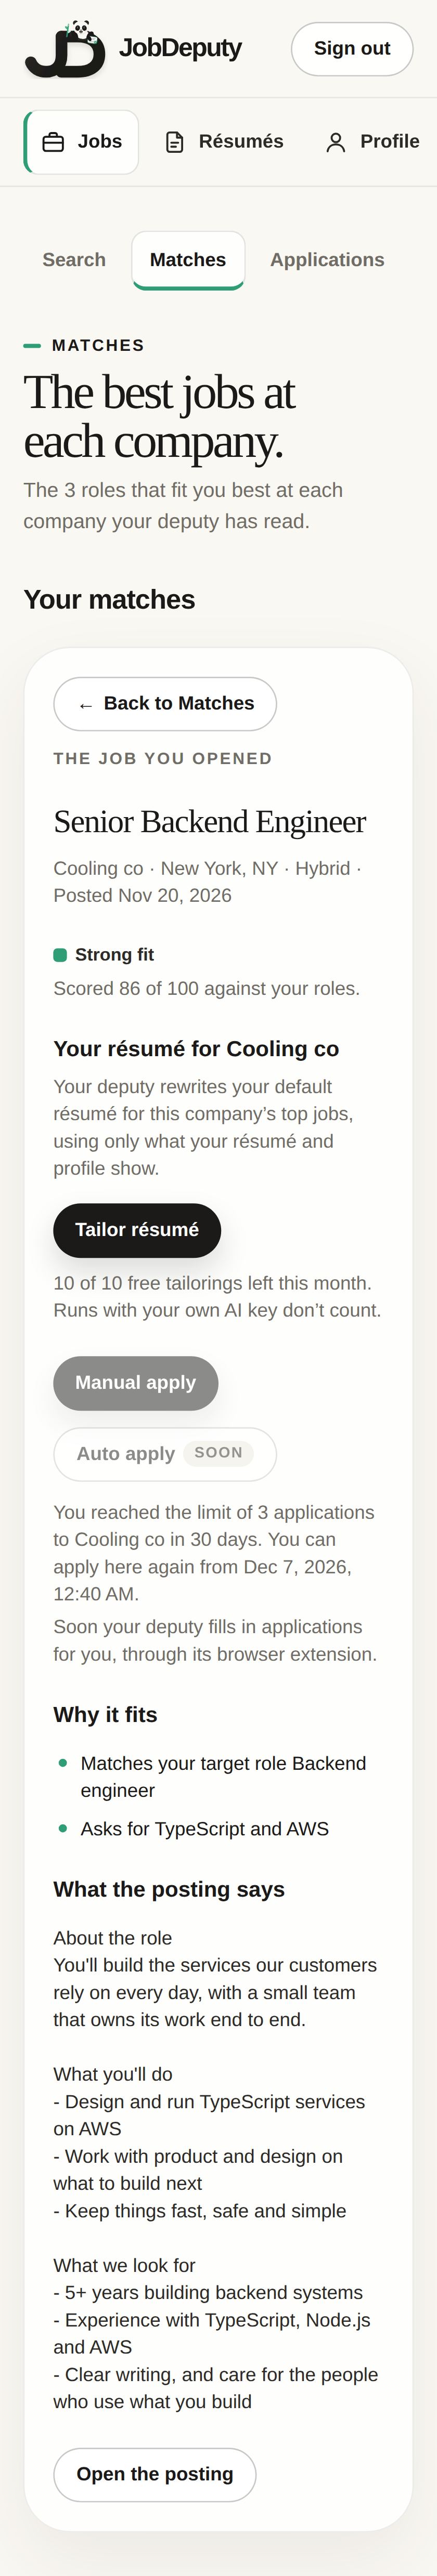 JobDeputy
Sign out
Jobs
Résumés
Profile
Search
Matches
Applications
MATCHES
The best jobs at
each company.
The 3 roles that fit you best at each
company your deputy has read.
Your matches
← Back to Matches
THE JOB YOU OPENED
Senior Backend Engineer
Cooling co · New York, NY · Hybrid ·
Posted Nov 20, 2026
Strong fit
Scored 86 of 100 against your roles.
Your résumé for Cooling co
Your deputy rewrites your default
résumé for this company’s top jobs,
using only what your résumé and
profile show.
Tailor résumé
10 of 10 free tailorings left this month.
Runs with your own AI key don’t count.
Manual apply
Auto apply SOON
You reached the limit of 3 applications
to Cooling co in 30 days. You can
apply here again from Dec 7, 2026,
12:40 AM.
Soon your deputy fills in applications
for you, through its browser extension.
Why it fits
Matches your target role Backend
engineer
Asks for TypeScript and AWS
What the posting says
About the role
You'll build the services our customers
rely on every day, with a small team
that owns its work end to end.
What you'll do
- Design and run TypeScript services
on AWS
- Work with product and design on
what to build next
- Keep things fast, safe and simple
What we look for
- 5+ years building backend systems
- Experience with TypeScript, Node.js
and AWS
- Clear writing, and care for the people
who use what you build
Open the posting